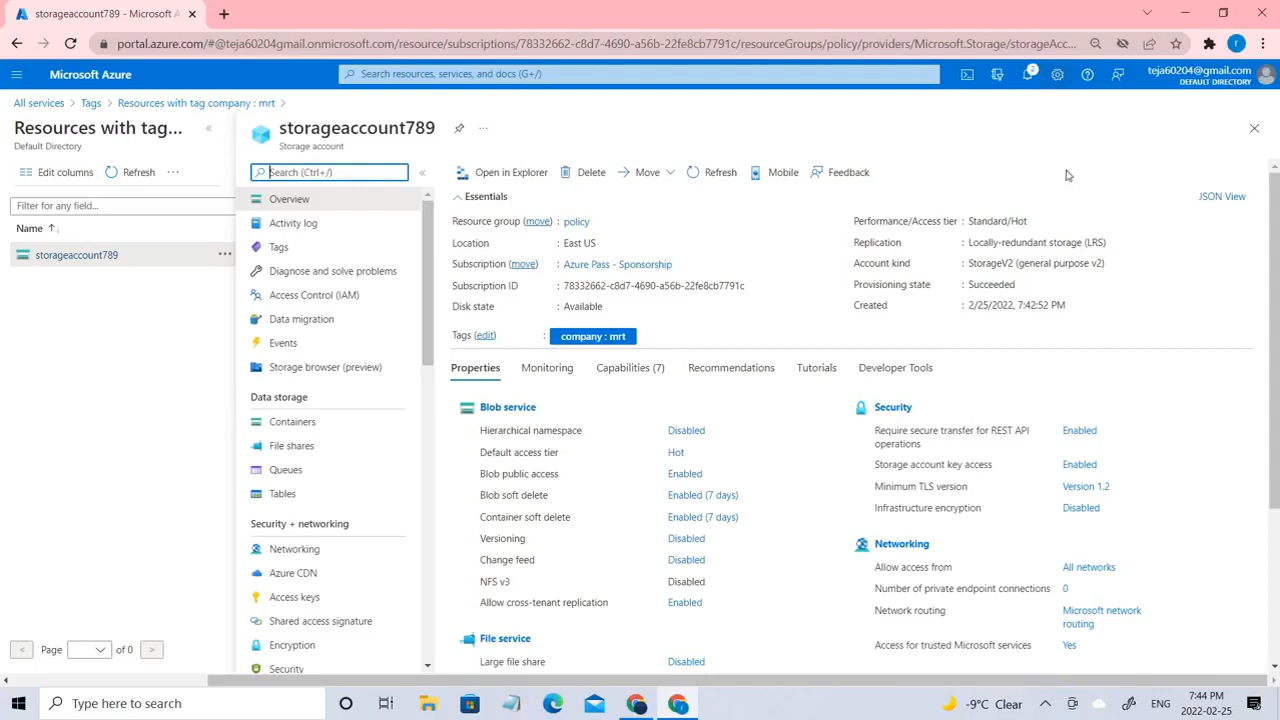 storageaccount789 - Microsoft A
portal.azure.com/#@teja60204gmail.onmicrosoft.com/resource/subscription/78332662-c8d7-4690-a56b-22fe8cb7791c/resourceGroups/policy/providers/Microsoft.Storage/storageAcc...
Microsoft Azure
Search resources, services, and docs (G+/)
2
teja60204@gmail.com
DEFAULT DIRECTORY
All services > Tags > Resources with tag company : mrt >
Resources with tag...
Default Directory
Edit columns
Refresh
Filter for any field...
Name
storageaccount789
storageaccount789
Storage account
Search (Ctrl+/)
Overview
Activity log
Tags
Diagnose and solve problems
Access Control (IAM)
Data migration
Events
Storage browser (preview)
Data storage
Containers
File shares
Queues
Tables
Security + networking
Networking
Azure CDN
Access keys
Shared access signature
Encryption
Security
Page of 0
Open in Explorer
Delete
Move
Refresh
Mobile
Feedback
Essentials
JSON View
Resource group (move) : policy
Location : East US
Subscription (move) : Azure Pass - Sponsorship
Subscription ID : 78332662-c8d7-4690-a56b-22fe8cb7791c
Disk state : Available
Tags (edit) : company : mrt
Performance/Access tier : Standard/Hot
Replication : Locally-redundant storage (LRS)
Account kind : StorageV2 (general purpose v2)
Provisioning state : Succeeded
Created : 2/25/2022, 7:42:52 PM
Properties
Monitoring
Capabilities (7)
Recommendations
Tutorials
Developer Tools
Blob service
Hierarchical namespace Disabled
Default access tier Hot
Blob public access Enabled
Blob soft delete Enabled (7 days)
Container soft delete Enabled (7 days)
Versioning Disabled
Change feed Disabled
NFS v3 Disabled
Allow cross-tenant replication Enabled
File service
Large file share Disabled
Security
Require secure transfer for REST API Enabled
operations
Storage account key access Enabled
Minimum TLS version Version 1.2
Infrastructure encryption Disabled
Networking
Allow access from All networks
Number of private endpoint connections 0
Network routing Microsoft network
routing
Access for trusted Microsoft services Yes
Type here to search
-9°C Clear
ENG
7:44 PM
2022-02-25